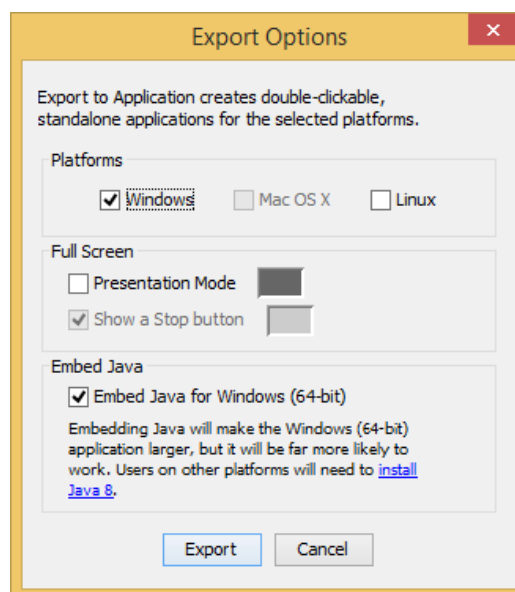 Export Options
Export to Application creates double-clickable,
standalone applications for the selected platforms.
Platforms
Windows Mac OS X Linux
Full Screen
Presentation Mode
Show a Stop button
Embed Java
Embed Java for Windows (64-bit)
Embedding Java will make the Windows (64-bit)
application larger, but it will be far more likely to
work. Users on other platforms will need to install
Java 8.
Export Cancel